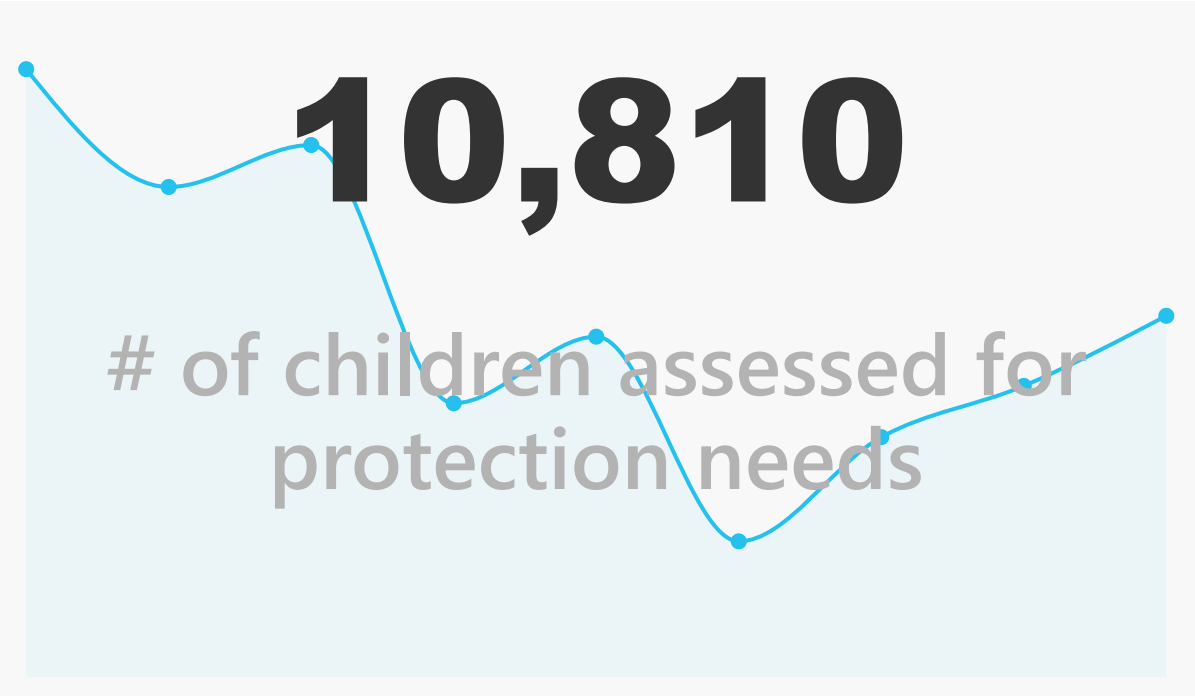 10,810
# of children assessed for
protection needs